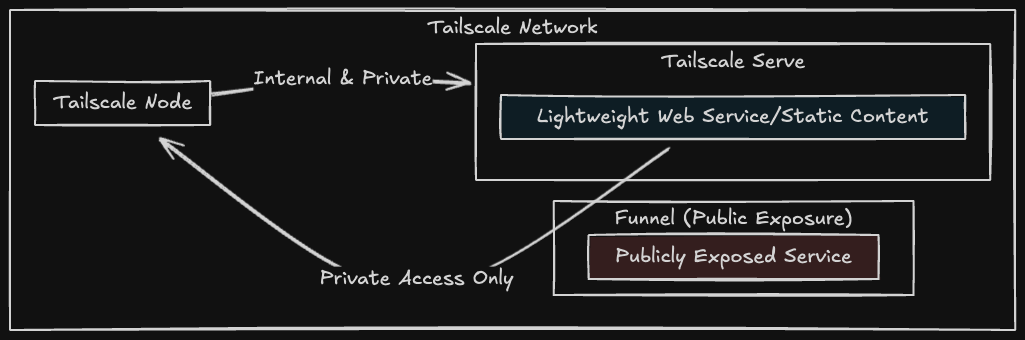 Tailscale Network
Tailscale Serve
Internal & Private
Tailscale Node
Lightweight Web Service/Static Content
Funnel (Public Exposure)
Publicly Exposed Service
Private Access Only